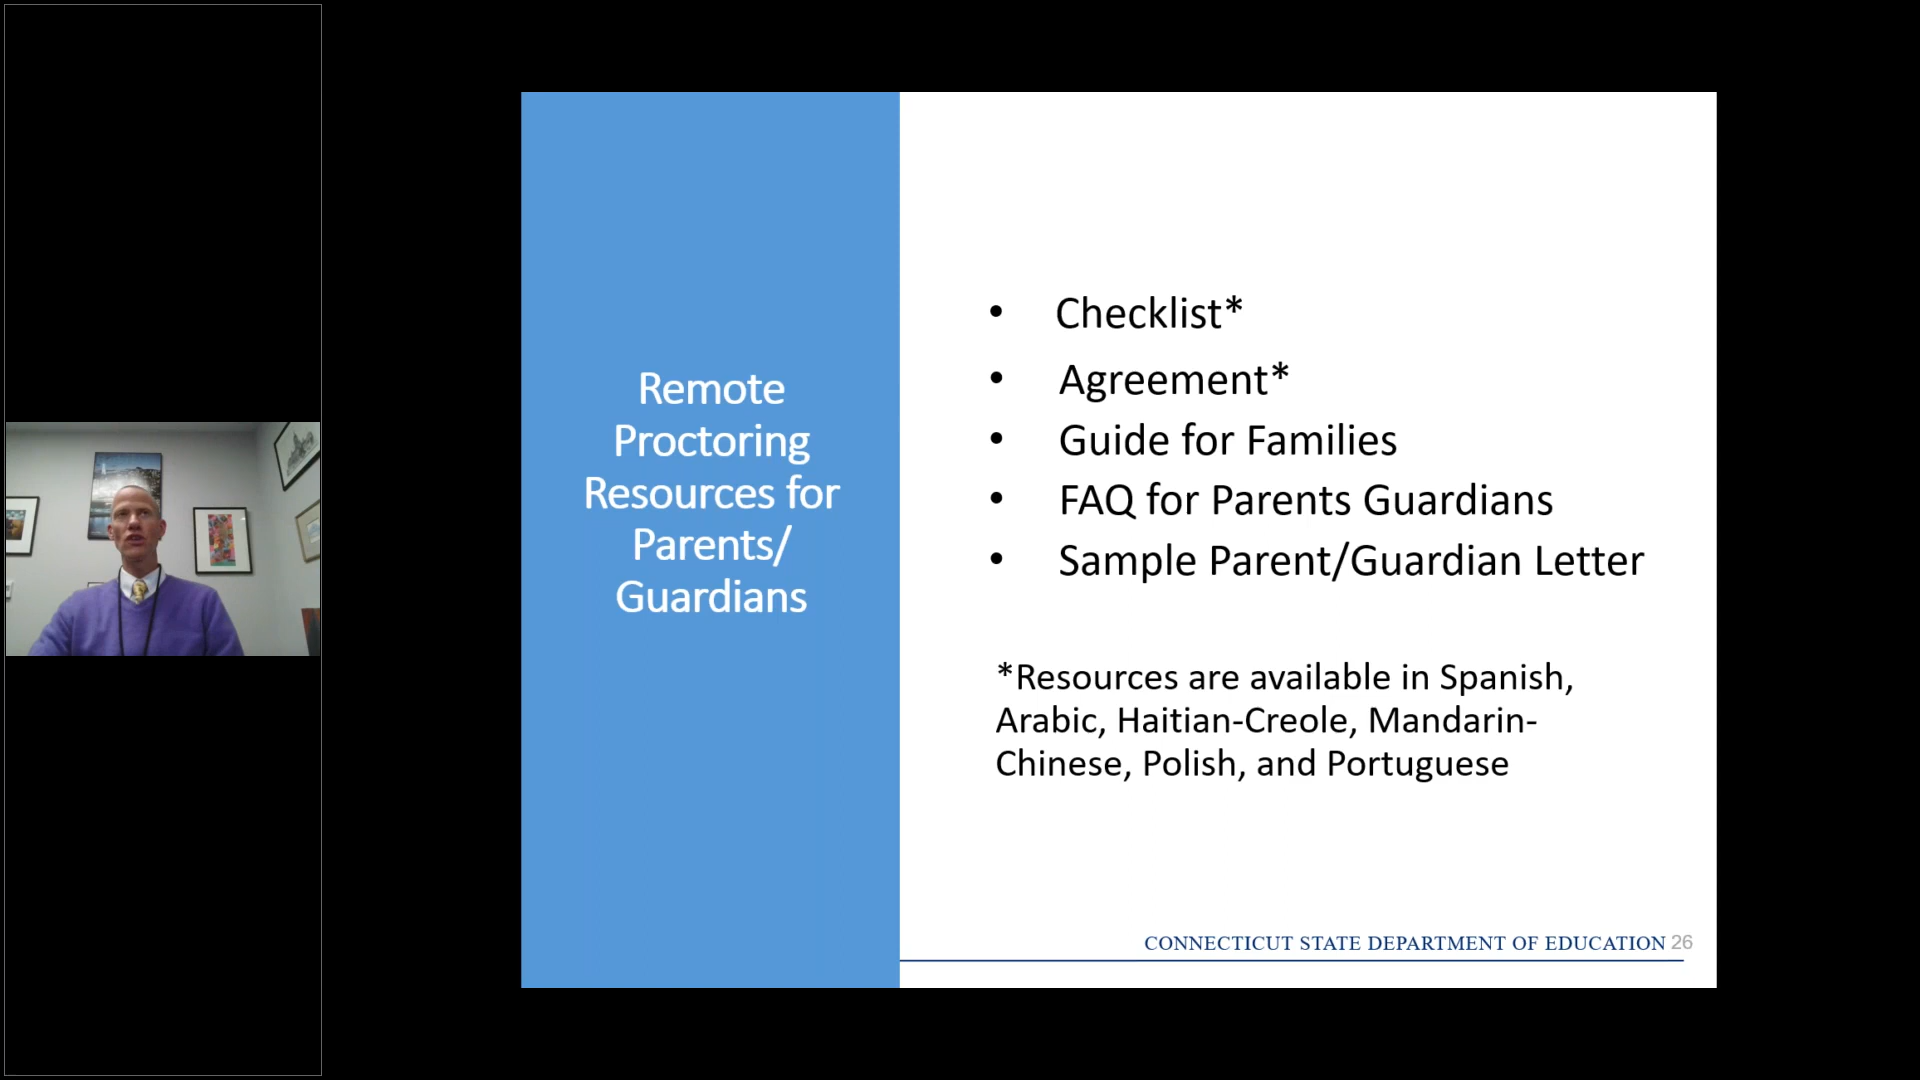 Remote
Proctoring
Resources for
Parents/
Guardians
• Checklist*
• Agreement*
• Guide for Families
• FAQ for Parents Guardians
• Sample Parent/Guardian Letter
*Resources are available in Spanish,
Arabic, Haitian-Creole, Mandarin-
Chinese, Polish, and Portuguese
CONNECTICUT STATE DEPARTMENT OF EDUCATION 26